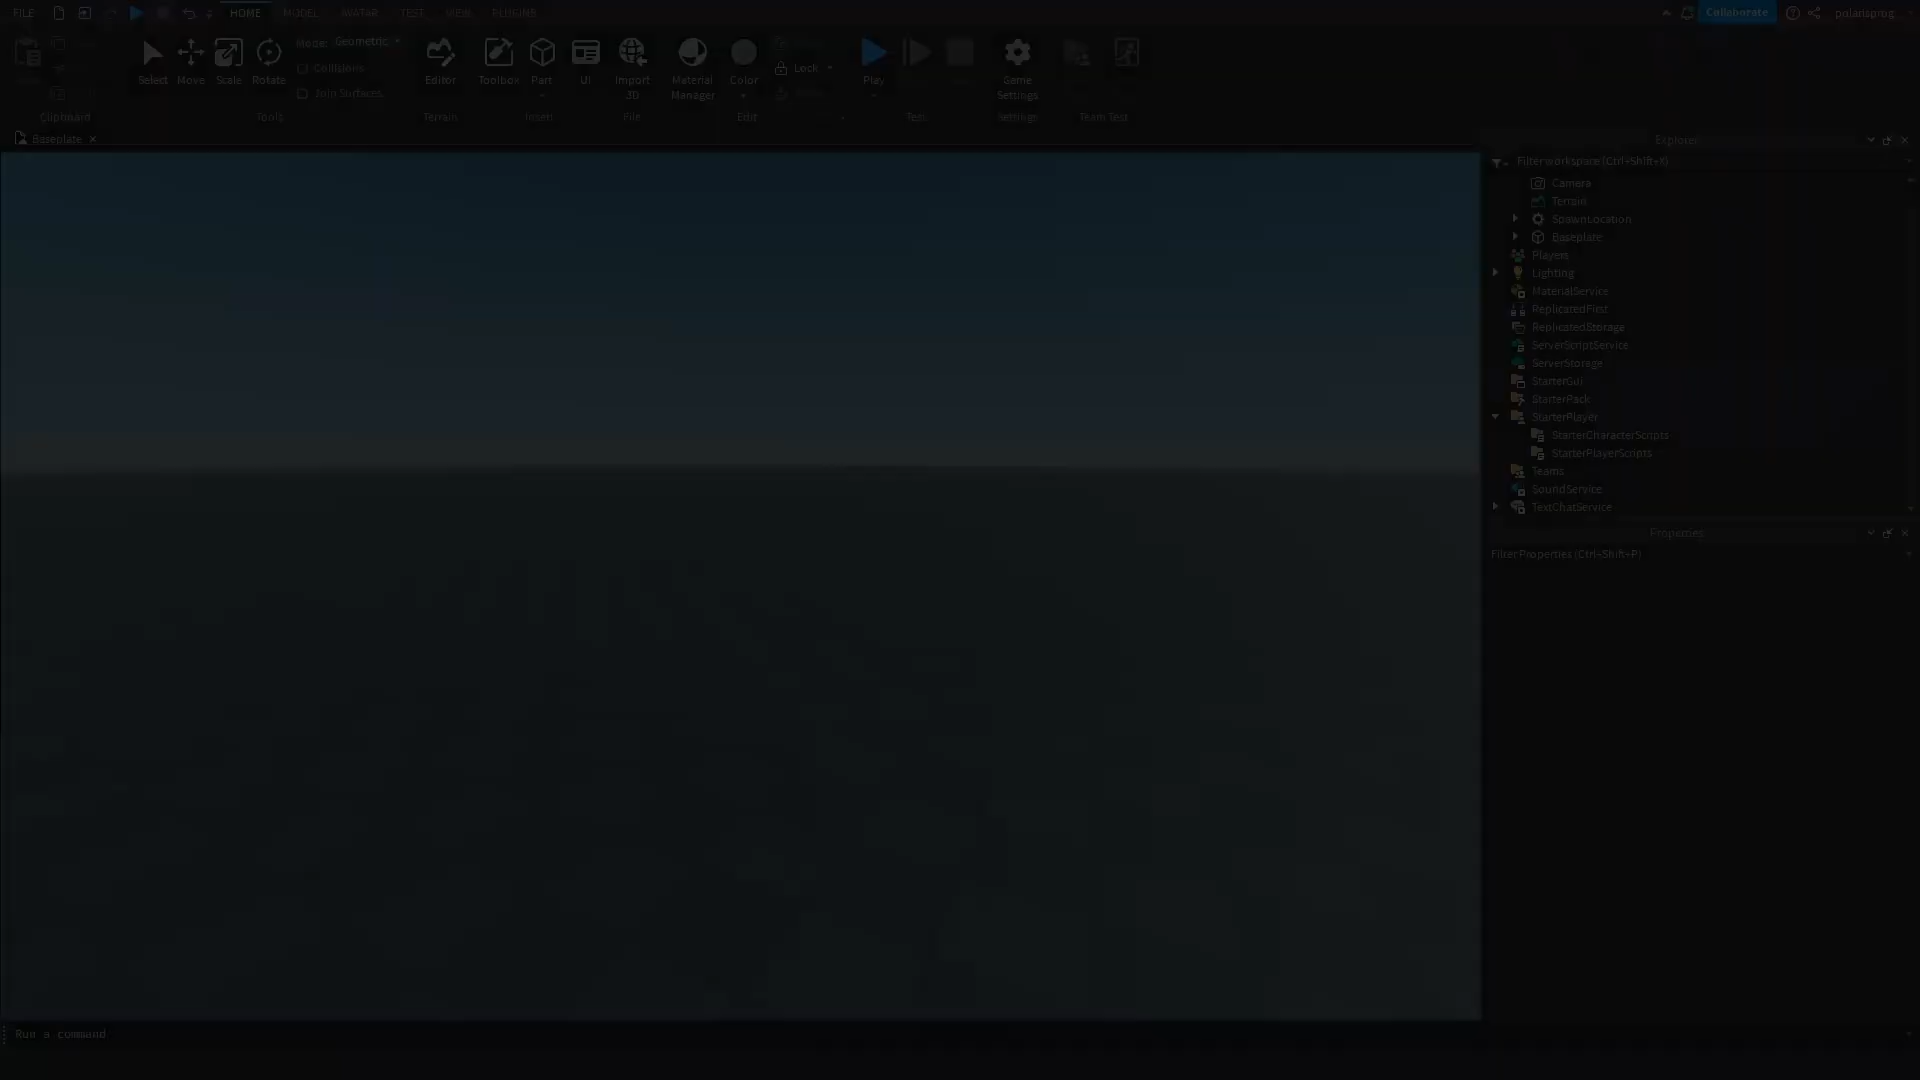 FILE HOME MODEL AVATAR TEST VIEW PLUGINS Collaborate polarisprog
Mode: Geometric
Collisions
Join Surfaces
Select Move Scale Rotate Editor Toolbox Part UI Import 3D Material Manager Color Lock Play Game Settings
Clipboard Tools Terrain Insert File Edit Test Settings Team Test
Baseplate
Explorer
Filter workspace (Ctrl+Shift+X)
Camera
Terrain
SpawnLocation
Baseplate
Players
Lighting
MaterialService
ReplicatedFirst
ReplicatedStorage
ServerScriptService
ServerStorage
StarterGui
StarterPack
StarterPlayer
StarterCharacterScripts
StarterPlayerScripts
Teams
SoundService
TextChatService
Properties
Filter Properties (Ctrl+Shift+P)
Run a command